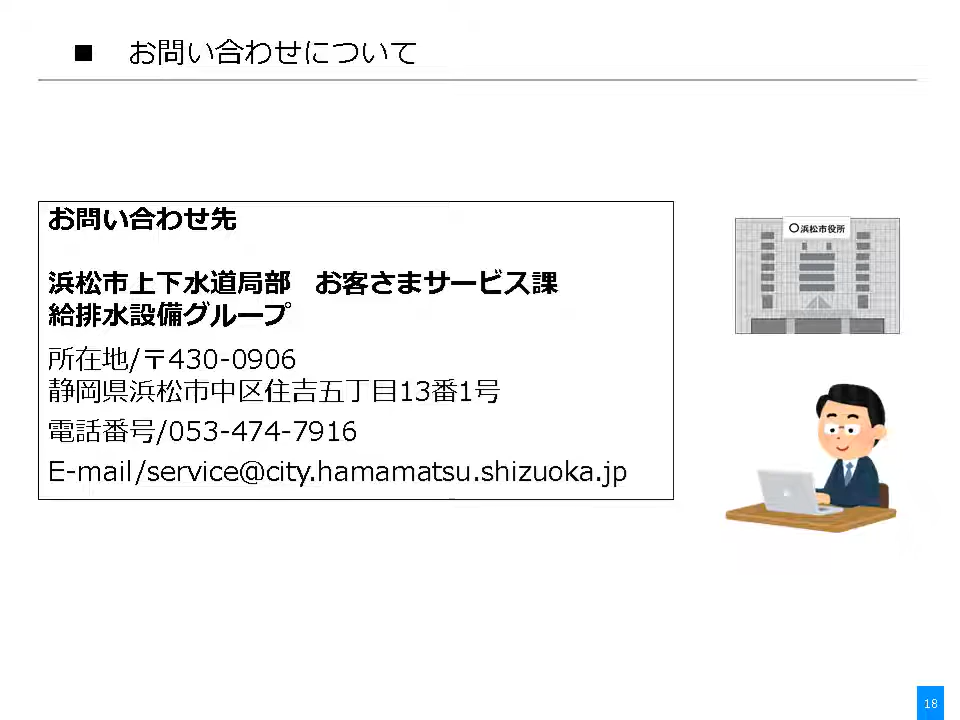 ■ お問い合わせについて
お問い合わせ先
浜松市上下水道局部　お客さまサービス課
給排水設備グループ
所在地/〒430-0906
静岡県浜松市中区住吉五丁目13番1号
電話番号/053-474-7916
E-mail/service@city.hamamatsu.shizuoka.jp
〇浜松市役所
18